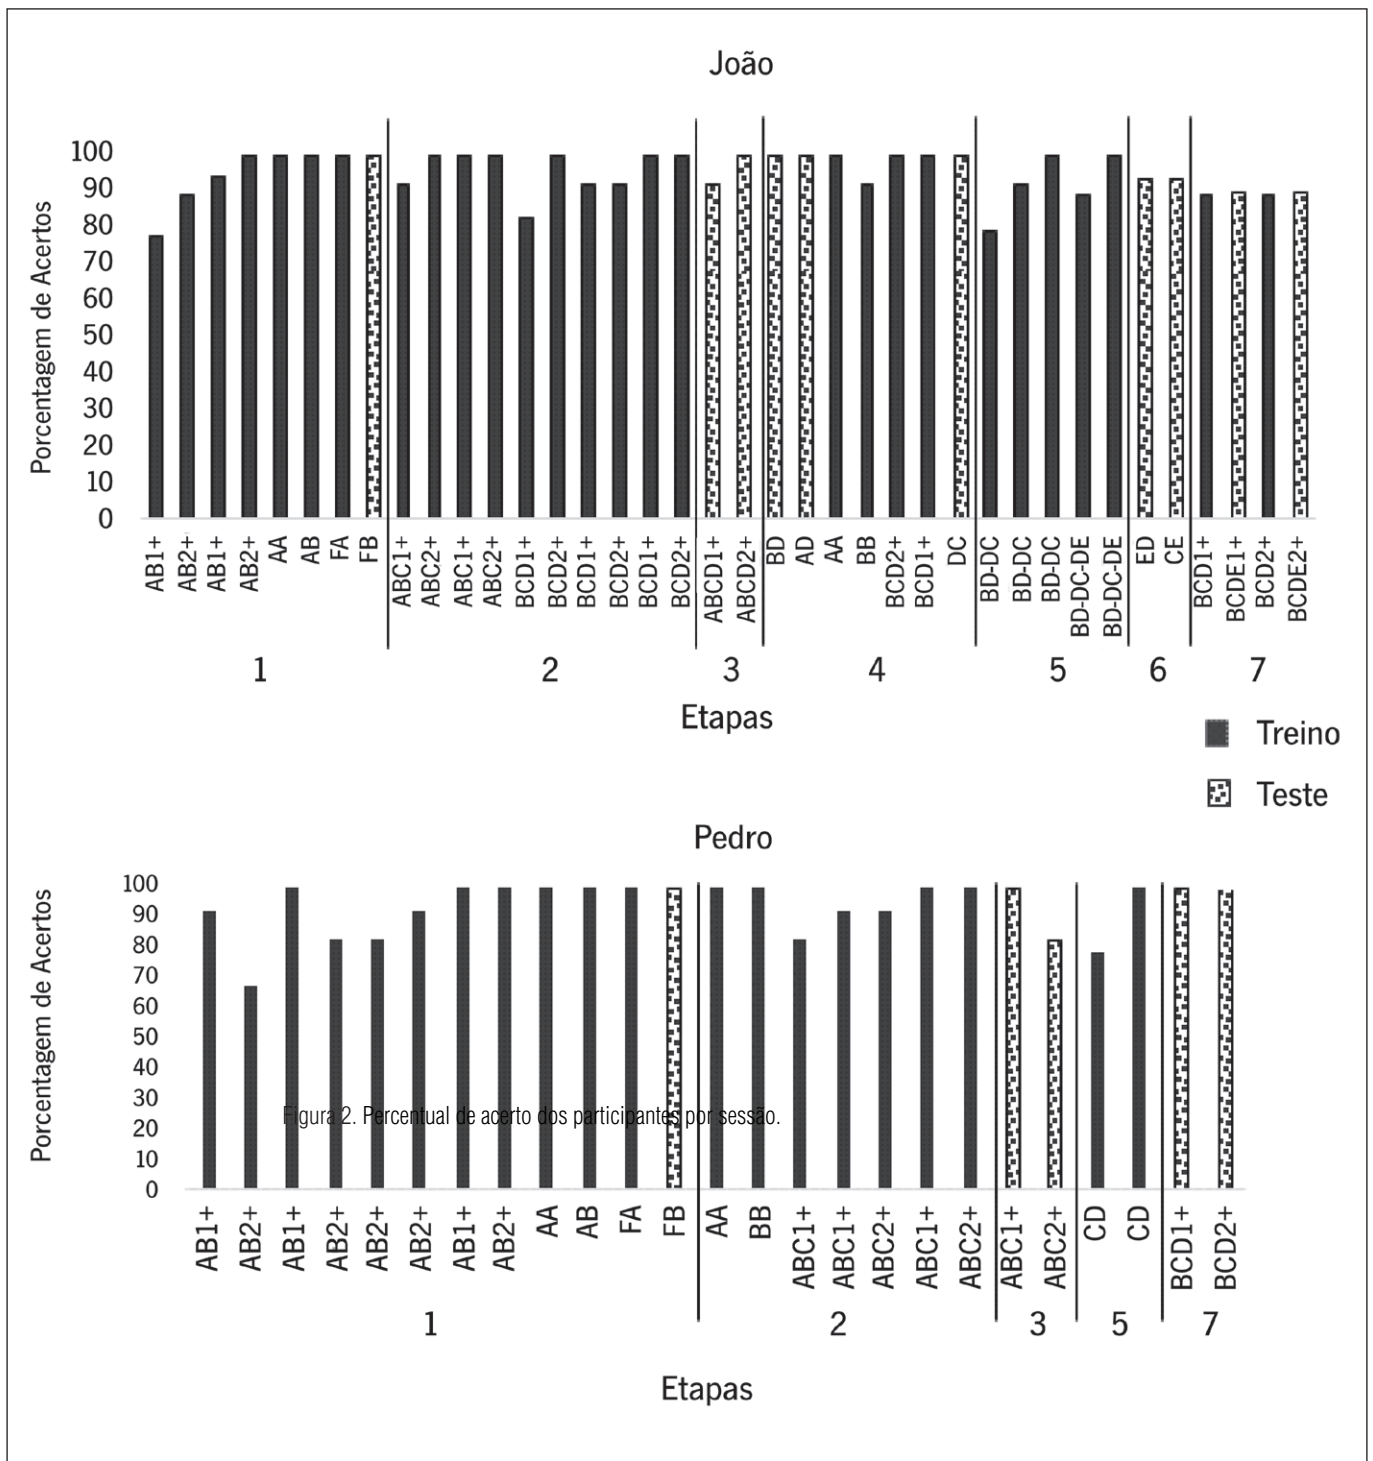 João
Porcentagem de Acertos
100
90
80
70
60
50
40
30
20
10
0
AB1+ AB2+ AB1+ AB2+ AA AB FA FB ABC1+ ABC2+ ABC1+ ABC2+ BCD1+ BCD2+ BCD1+ BCD2+ BCD1+ BCD2+ ABCD1+ ABCD2+ BD AD AA BB BCD2+ BCD1+ DC BD-DC BD-DC BD-DC BD-DC-DE BD-DC-DE ED CE BCD1+ BCDE1+ BCD2+ BCDE2+
1 2 3 4 5 6 7
Etapas
Treino
Teste
Pedro
Porcentagem de Acertos
100
90
80
70
60
50
40
30
20
10
0
Figura 2. Percentual de acerto dos participantes por sessão.
AB1+ AB2+ AB1+ AB2+ AB2+ AB2+ AB1+ AB2+ AA AB FA FB AA BB ABC1+ ABC1+ ABC2+ ABC1+ ABC2+ ABC1+ ABC2+ CD CD BCD1+ BCD2+
1 2 3 5 7
Etapas